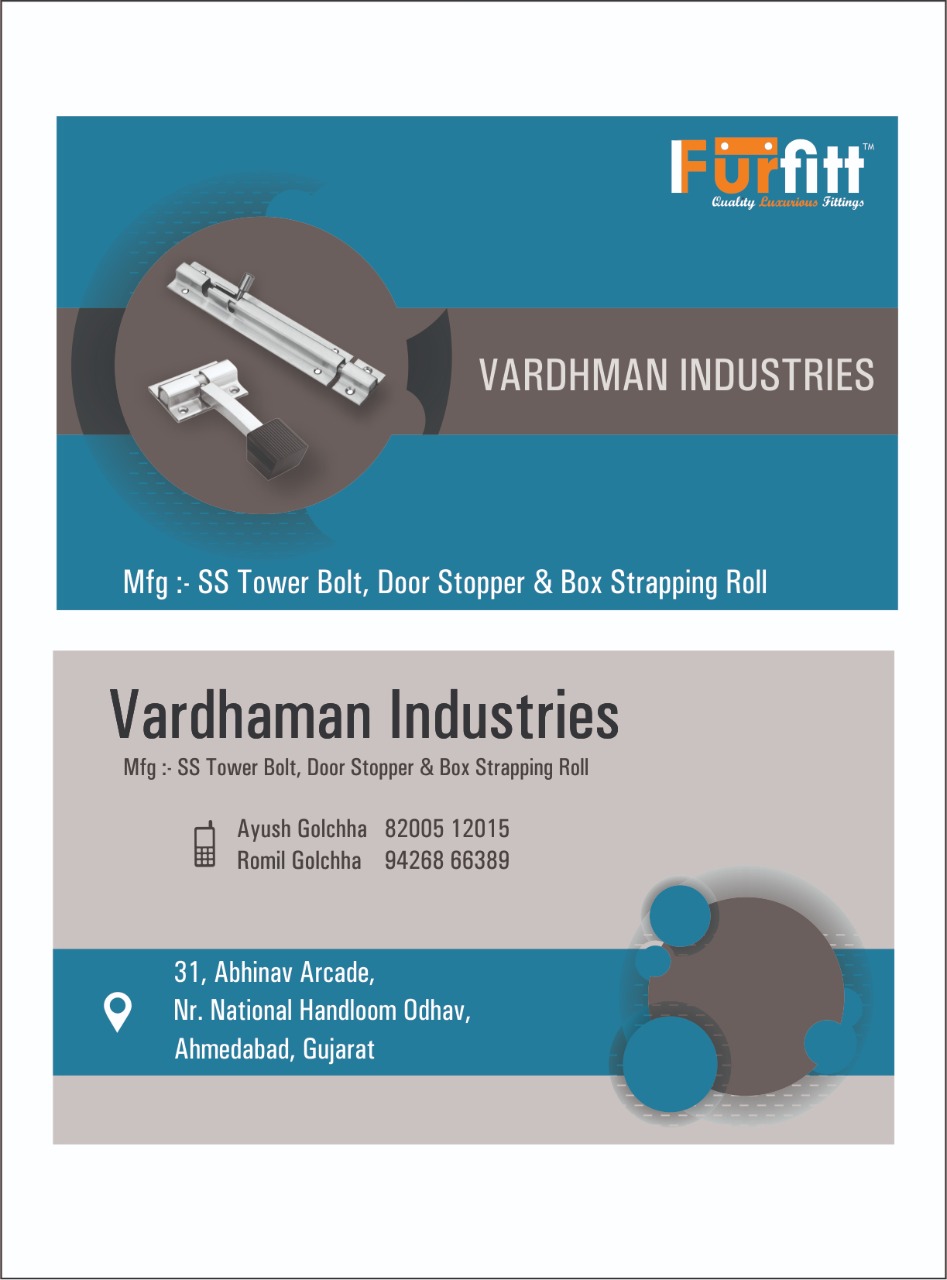 Furfitt™
Quality Luxurious Fittings
VARDHMAN INDUSTRIES
Mfg :- SS Tower Bolt, Door Stopper & Box Strapping Roll
Vardhaman Industries
Mfg :- SS Tower Bolt, Door Stopper & Box Strapping Roll
Ayush Golchha 82005 12015
Romil Golchha 94268 66389
31, Abhinav Arcade,
Nr. National Handloom Odhav,
Ahmedabad, Gujarat